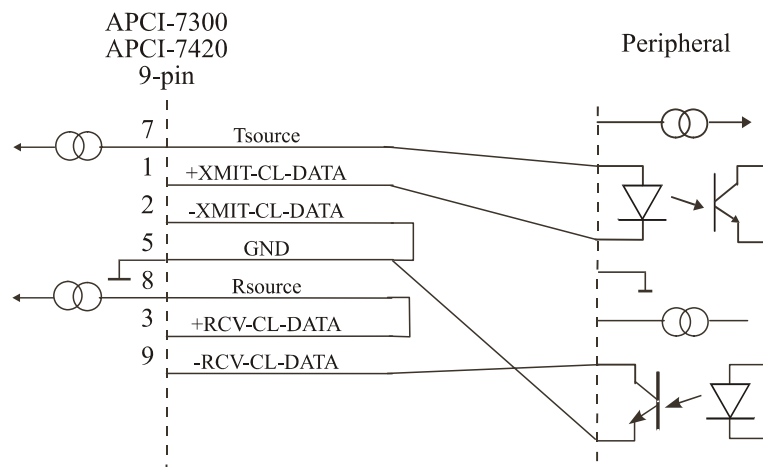 APCI-7300
APCI-7420
9-pin
Peripheral
7 Tsource
1 +XMIT-CL-DATA
2 -XMIT-CL-DATA
5 GND
8 Rsource
3 +RCV-CL-DATA
9 -RCV-CL-DATA